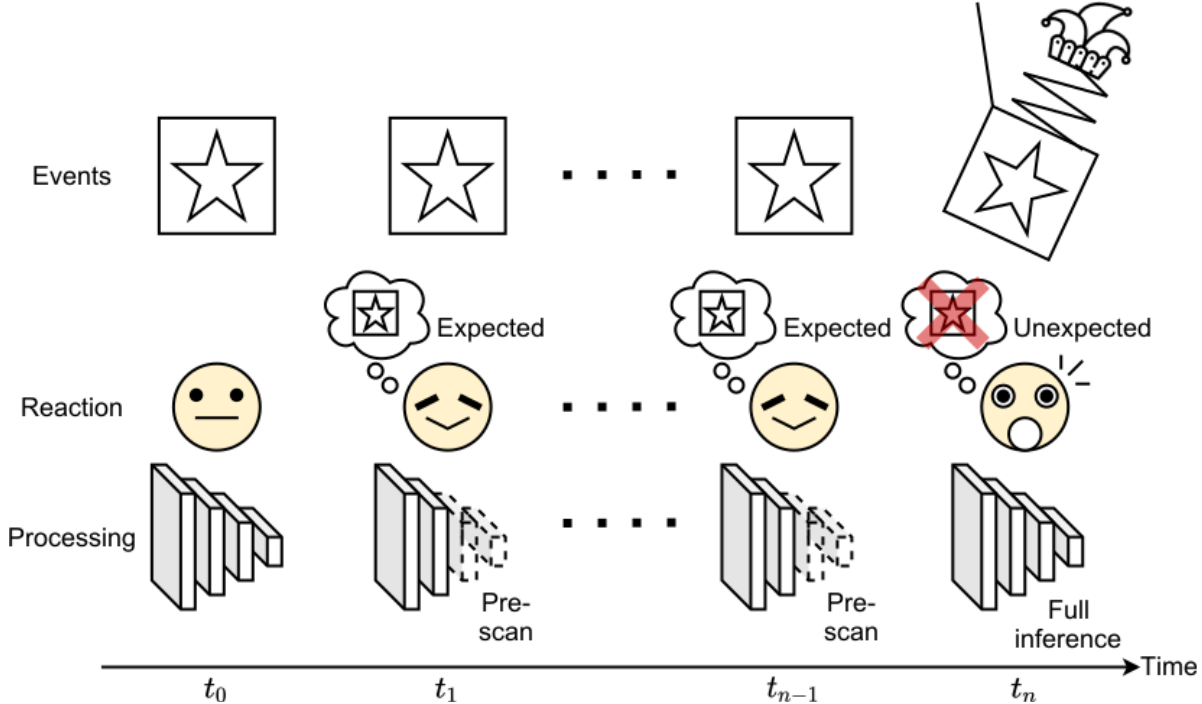 Events
Expected
Expected
Unexpected
Reaction
Processing
Pre-
scan
Pre-
scan
Full
inference
Time
t₀
t₁
tₙ₋₁
tₙ